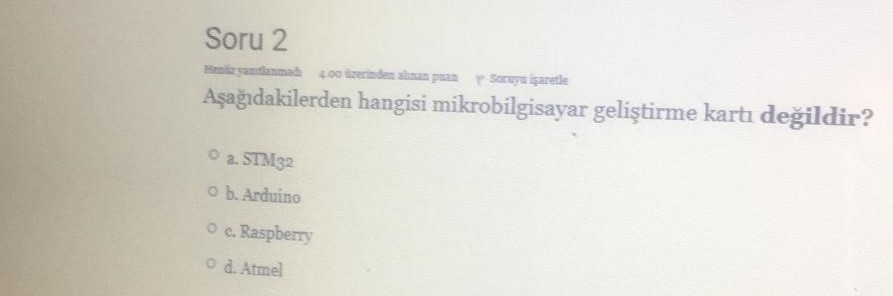 Soru 2
Henüz yanıtlanmadı 4.00 üzerinden alınan puan Soruyu işaretle
Aşağıdakilerden hangisi mikrobilgisayar geliştirme kartı değildir?
a. STM32
b. Arduino
c. Raspberry
d. Atmel